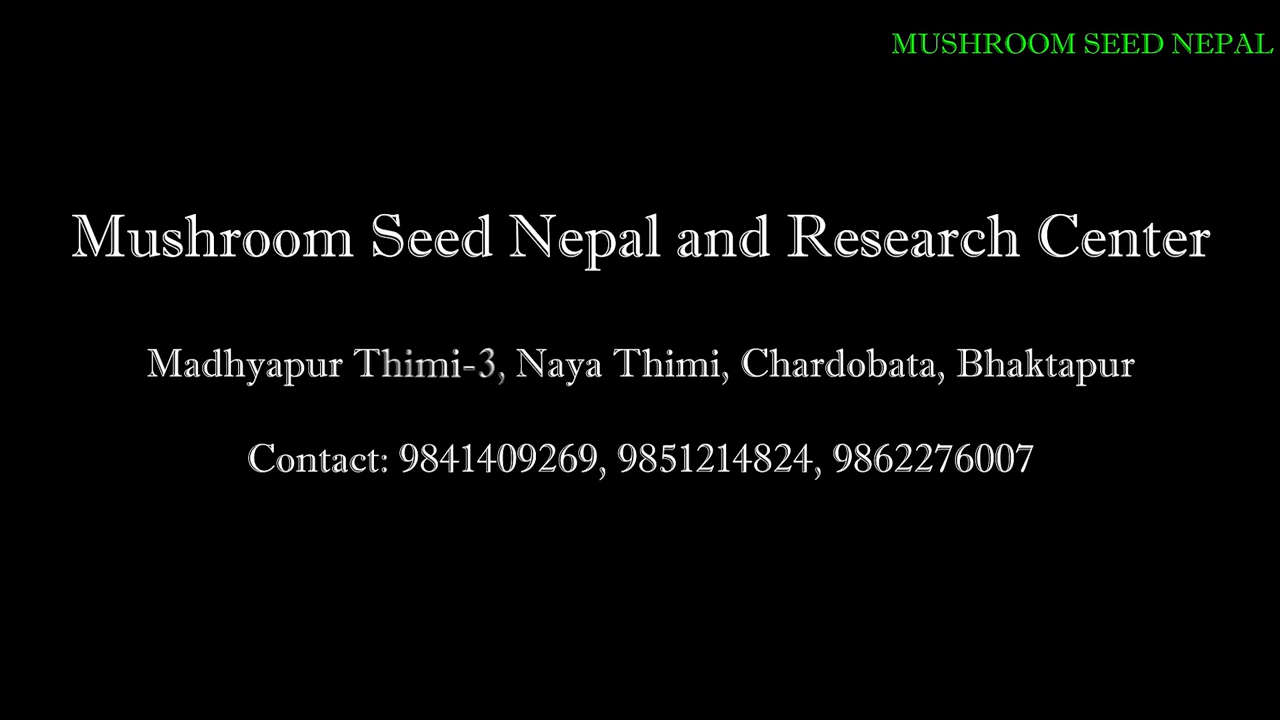 MUSHROOM SEED NEPAL
Mushroom Seed Nepal and Research Center
Madhyapur Thimi-3, Naya Thimi, Chardobata, Bhaktapur
Contact: 9841409269, 9851214824, 9862276007